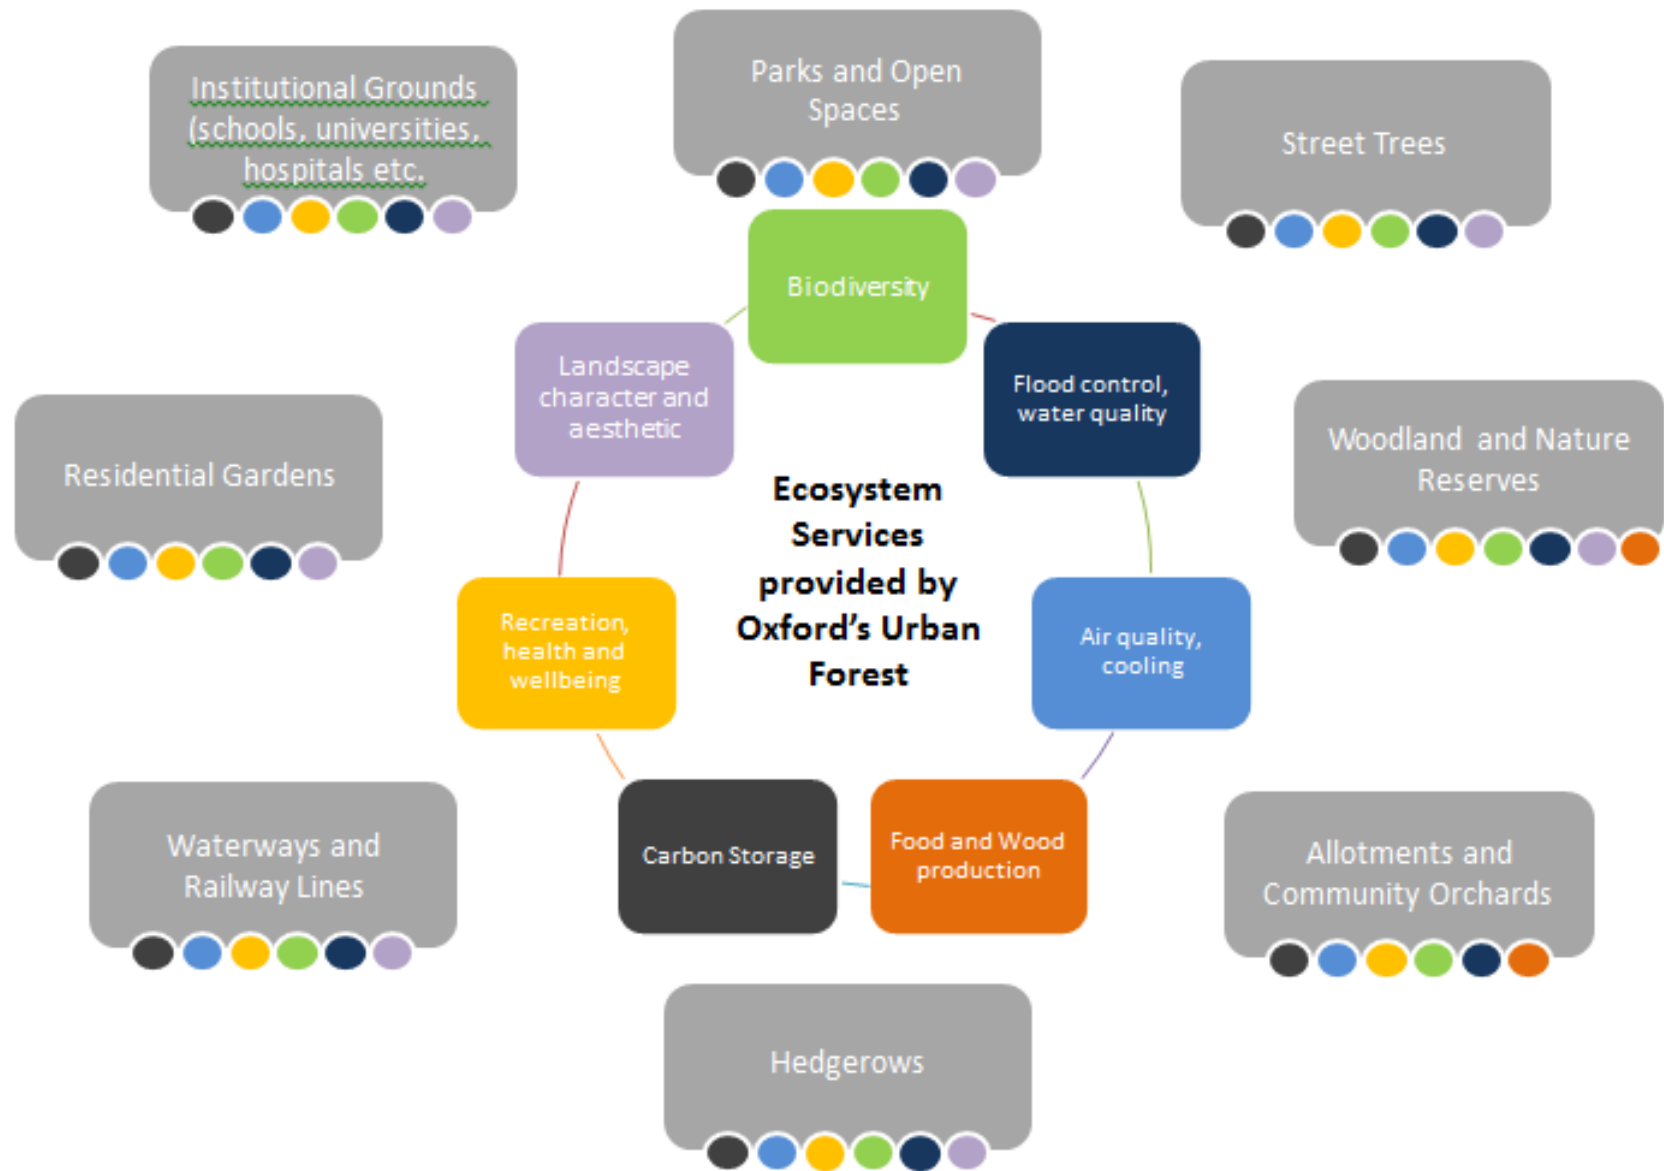 Institutional Grounds
(schools, universities,
hospitals etc.
Parks and Open
Spaces
Street Trees
Biodiversity
Landscape
character and
aesthetic
Flood control,
water quality
Residential Gardens
Woodland and Nature
Reserves
Ecosystem
Services
provided by
Oxford’s Urban
Forest
Recreation,
health and
wellbeing
Air quality,
cooling
Waterways and
Railway Lines
Carbon Storage
Food and Wood
production
Allotments and
Community Orchards
Hedgerows